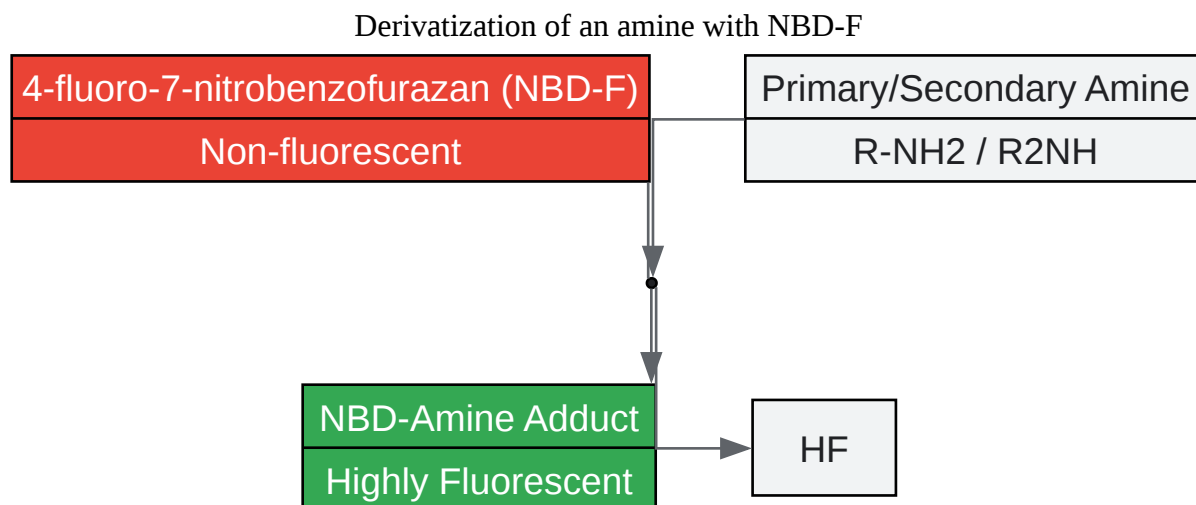 Derivatization of an amine with NBD-F
4-fluoro-7-nitrobenzofurazan (NBD-F)
Non-fluorescent
Primary/Secondary Amine
R-NH2 / R2NH
NBD-Amine Adduct
Highly Fluorescent
HF